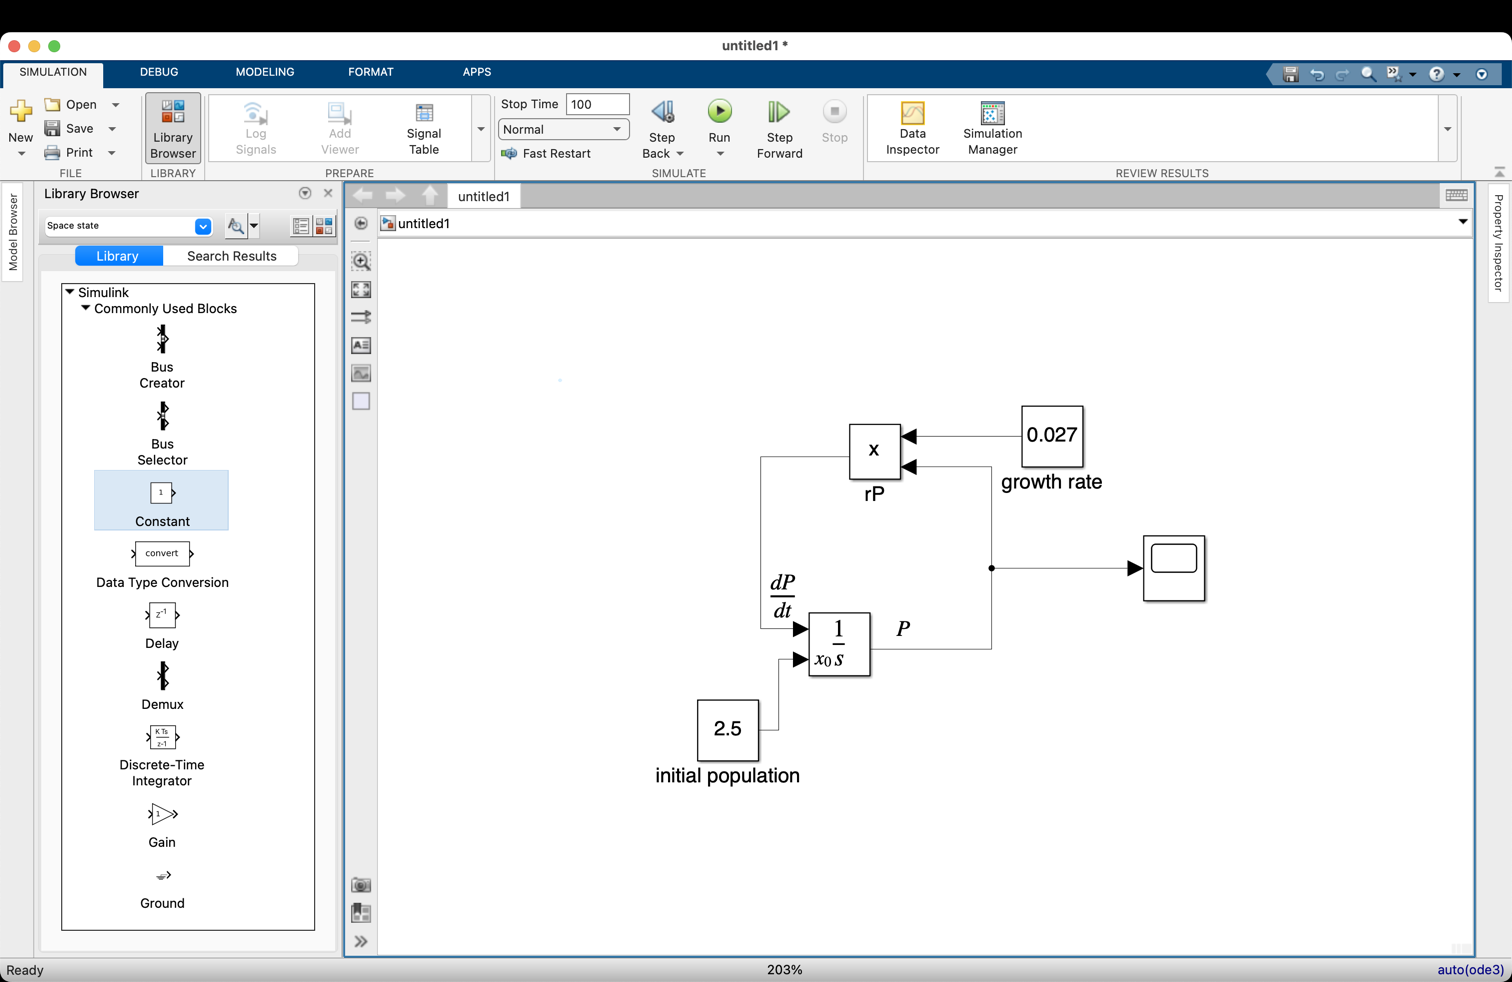 untitled1 *
SIMULATION DEBUG MODELING FORMAT APPS
New
Open
Save
Print
FILE
Library
Browser
LIBRARY
Log
Signals
Add
Viewer
Signal
Table
PREPARE
Stop Time 100
Normal
Fast Restart
Step
Back
Run
Step
Forward
Stop
SIMULATE
Data
Inspector
Simulation
Manager
REVIEW RESULTS
Model Browser
Library Browser
Space state
Library Search Results
Simulink
Commonly Used Blocks
Bus
Creator
Bus
Selector
1
Constant
convert
Data Type Conversion
z-1
Delay
Demux
K Ts
z-1
Discrete-Time
Integrator
1
Gain
Ground
untitled1
untitled1
Property Inspector
x
rP
0.027
growth rate
dP
dt
1
x0 s
P
2.5
initial population
Ready 203% auto(ode3)